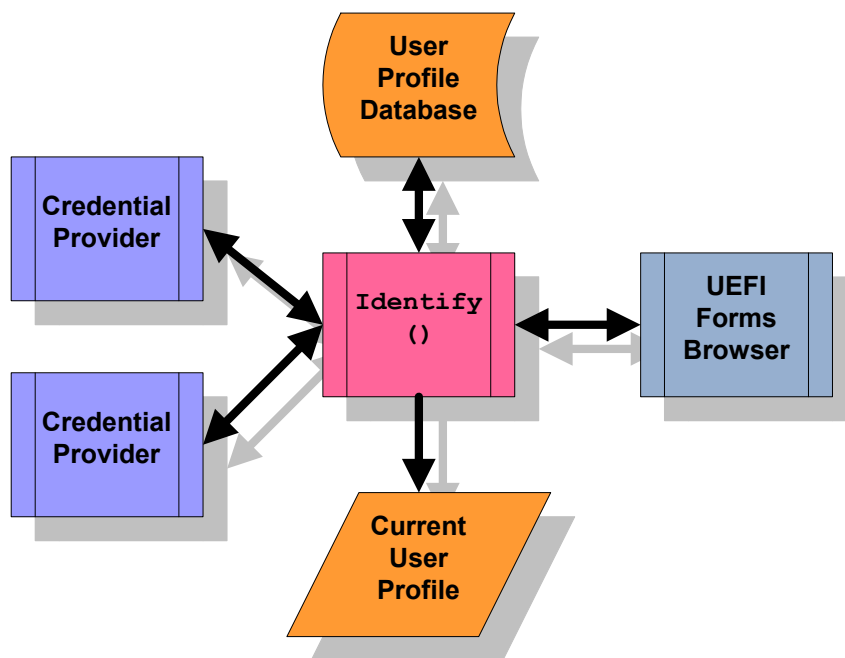 User
Profile
Database
Credential
Provider
Identify
()
UEFI
Forms
Browser
Credential
Provider
Current
User
Profile